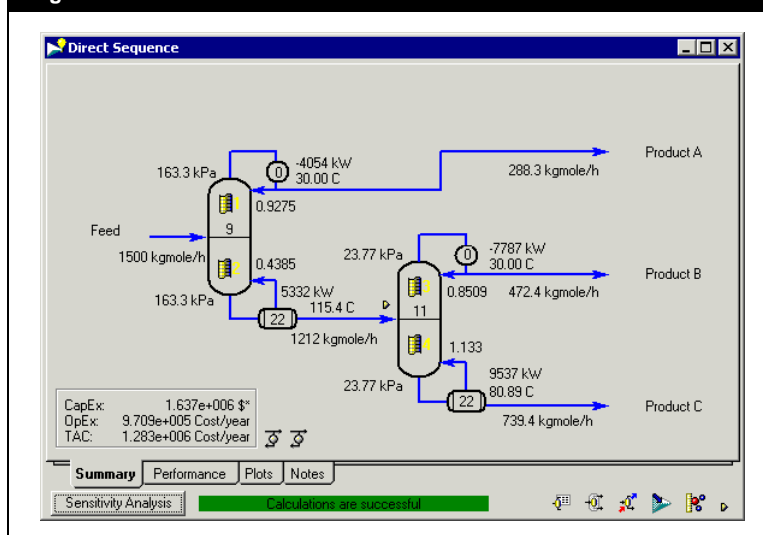 Direct Sequence
163.3 kPa
0
-4054 kW
30.00 C
288.3 kgmole/h
Product A
0.9275
Feed
9
1500 kgmole/h
0.4385
163.3 kPa
5332 kW
115.4 C
22
1212 kgmole/h
23.77 kPa
0
-7787 kW
30.00 C
Product B
0.8509
472.4 kgmole/h
11
1.133
9537 kW
80.89 C
23.77 kPa
22
739.4 kgmole/h
Product C
CapEx: 1.637e+006 $*
OpEx: 9.709e+005 Cost/year
TAC: 1.283e+006 Cost/year
Summary Performance Plots Notes
Sensitivity Analysis Calculations are successful